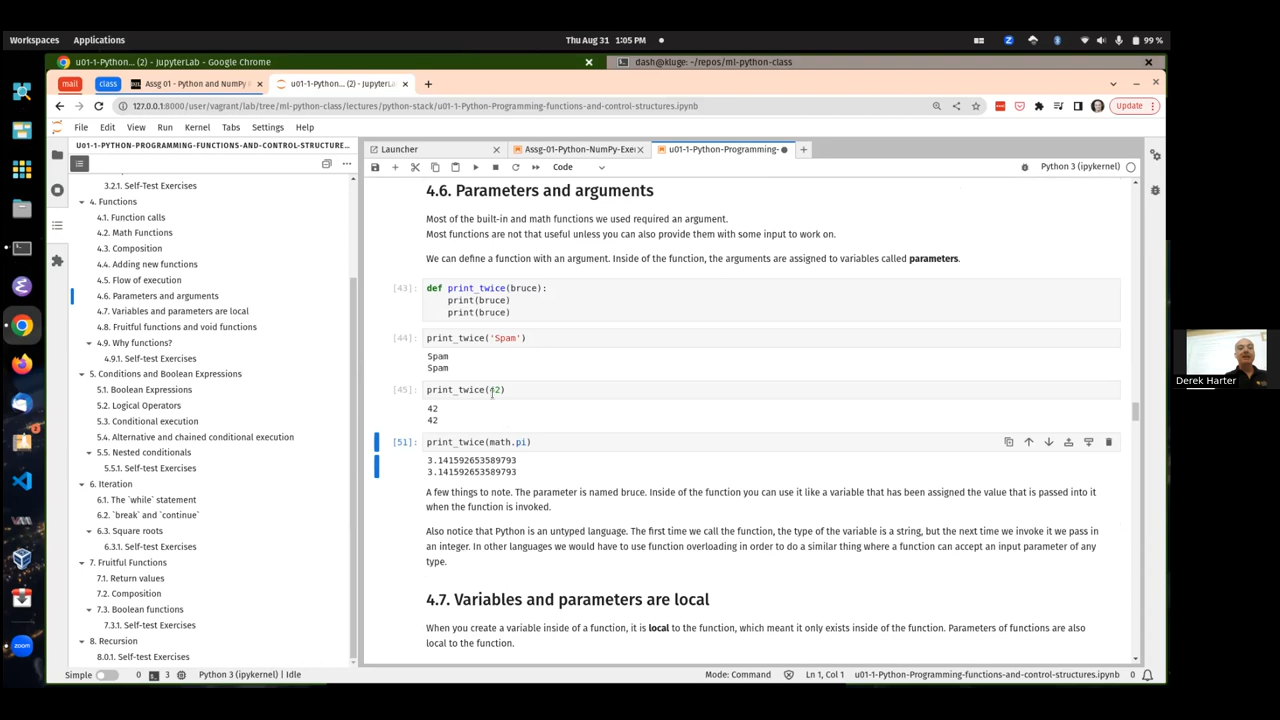 Workspaces Applications Thu Aug 31 1:05 PM 99 %
u01-1-Python... (2) - JupyterLab - Google Chrome
dash@kluge: ~/repos/ml-python-class
mail class Assg 01 - Python and NumPy u01-1-Python... (2) - JupyterL
127.0.0.1:8000/user/vagrant/lab/tree/ml-python-class/lectures/python-stack/u01-1-Python-Programming-functions-and-control-structures.ipynb
Update
File Edit View Run Kernel Tabs Settings Help
U01-1-PYTHON-PROGRAMMING-FUNCTIONS-AND-CONTROL-STRUCTURE...
3.2.1. Self-Test Exercises
4. Functions
4.1. Function calls
4.2. Math Functions
4.3. Composition
4.4. Adding new functions
4.5. Flow of execution
4.6. Parameters and arguments
4.7. Variables and parameters are local
4.8. Fruitful functions and void functions
4.9. Why functions?
4.9.1. Self-test Exercises
5. Conditions and Boolean Expressions
5.1. Boolean Expressions
5.2. Logical Operators
5.3. Conditional execution
5.4. Alternative and chained conditional execution
5.5. Nested conditionals
5.5.1. Self-Test Exercises
6. Iteration
6.1. The `while` statement
6.2. `break` and `continue`
6.3. Square roots
6.3.1. Self-Test Exercises
7. Fruitful Functions
7.1. Return values
7.2. Composition
7.3. Boolean functions
7.3.1. Self-Test Exercises
8. Recursion
8.0.1. Self-Test Exercises
Launcher Assg-01-Python-NumPy-Exer u01-1-Python-Programming-
Code Python 3 (ipykernel)
4.6. Parameters and arguments
Most of the built-in and math functions we used required an argument.
Most functions are not that useful unless you can also provide them with some input to work on.
We can define a function with an argument. Inside of the function, the arguments are assigned to variables called parameters.
[43]: def print_twice(bruce):
print(bruce)
print(bruce)
[44]: print_twice('Spam')
Spam
Spam
[45]: print_twice(42)
42
42
[51]: print_twice(math.pi)
3.141592653589793
3.141592653589793
A few things to note. The parameter is named bruce. Inside of the function you can use it like a variable that has been assigned the value that is passed into it
when the function is invoked.
Also notice that Python is an untyped language. The first time we call the function, the type of the variable is a string, but the next time we invoke it we pass in
an integer. In other languages we would have to use function overloading in order to do a similar thing where a function can accept an input parameter of any
type.
4.7. Variables and parameters are local
When you create a variable inside of a function, it is local to the function, which meant it only exists inside of the function. Parameters of functions are also
local to the function.
Simple 0 3 Python 3 (ipykernel) | Idle Mode: Command Ln 1, Col 1 u01-1-Python-Programming-functions-and-control-structures.ipynb 0
zoom
Derek Harter